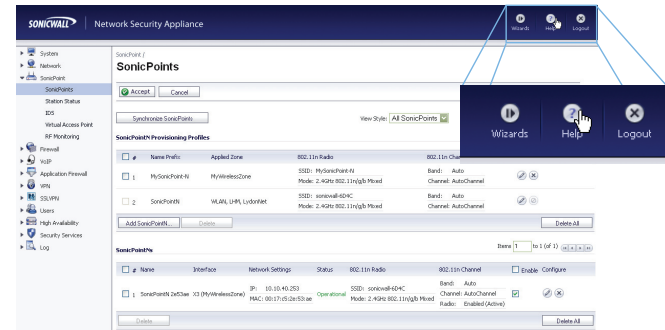 SONICWALL | Network Security Appliance
Wizards Help Logout
System
Network
SonicPoint
SonicPoints
Station Status
IDS
Virtual Access Point
RF Monitoring
Firewall
VoIP
Application Firewall
VPN
SSLVPN
Users
High Availability
Security Services
Log
SonicPoint /
SonicPoints
Accept Cancel
Synchronize SonicPoints View Style: All SonicPoints
Wizards Help Logout
SonicPointN Provisioning Profiles
# Name Prefix Applied Zone 802.11n Radio 802.11n Chan
1 MySonicPoint-N MyWirelessZone SSID: MySonicPoint-N Band: Auto
Mode: 2.4GHz 802.11n/g/b Mixed Channel: AutoChannel
2 SonicPointN WLAN, LHM, LydonNet SSID: sonicwall-6D4C Band: Auto
Mode: 2.4GHz 802.11n/g/b Mixed Channel: AutoChannel
Add SonicPointN... Delete Delete All
SonicPointNs Items 1 to 1 (of 1)
# Name Interface Network Settings Status 802.11n Radio 802.11n Channel Enable Configure
1 SonicPointN 2e53ae X3 (MyWirelessZone) IP: 10.10.40.253 Operational SSID: sonicwall-6D4C Band: Auto
MAC: 00:17:c5:2e:53:ae Mode: 2.4GHz 802.11n/g/b Mixed Channel: AutoChannel
Radio: Enabled (Active)
Delete Delete All